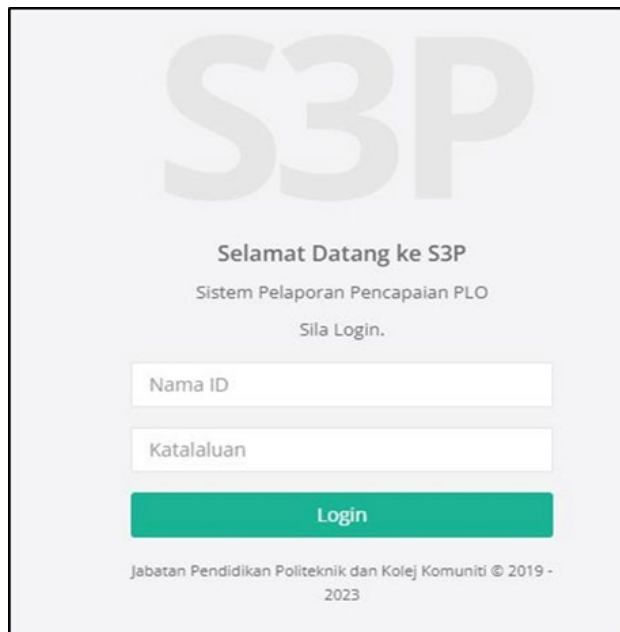 S3P
Selamat Datang ke S3P
Sistem Pelaporan Pencapaian PLO
Sila Login.
Nama ID
Katalaluan
Login
Jabatan Pendidikan Politeknik dan Kolej Komuniti © 2019 -
2023